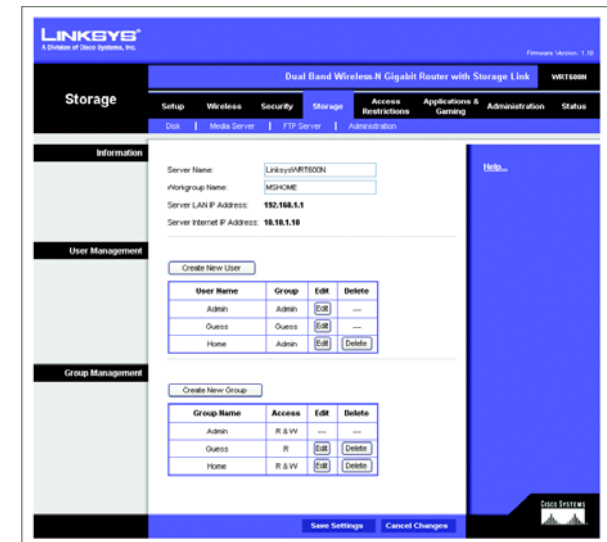 LINKSYS®
A Division of Cisco Systems, Inc.
Firmware Version: 1.10
Dual Band Wireless-N Gigabit Router with Storage Link WRT600N
Storage
Setup Wireless Security Storage Access Restrictions Applications & Gaming Administration Status
Disk | Media Server | FTP Server | Administration
Information
Server Name: LinksysWRT600N
Workgroup Name: MSHOME
Server LAN IP Address: 192.168.1.1
Server Internet IP Address: 10.10.1.10
Help...
User Management
Create New User
User Name Group Edit Delete
Admin Admin Edit ---
Guess Guess Edit ---
Home Admin Edit Delete
Group Management
Create New Group
Group Name Access Edit Delete
Admin R & W --- ---
Guess R Edit Delete
Home R & W Edit Delete
Save Settings Cancel Changes
CISCO SYSTEMS